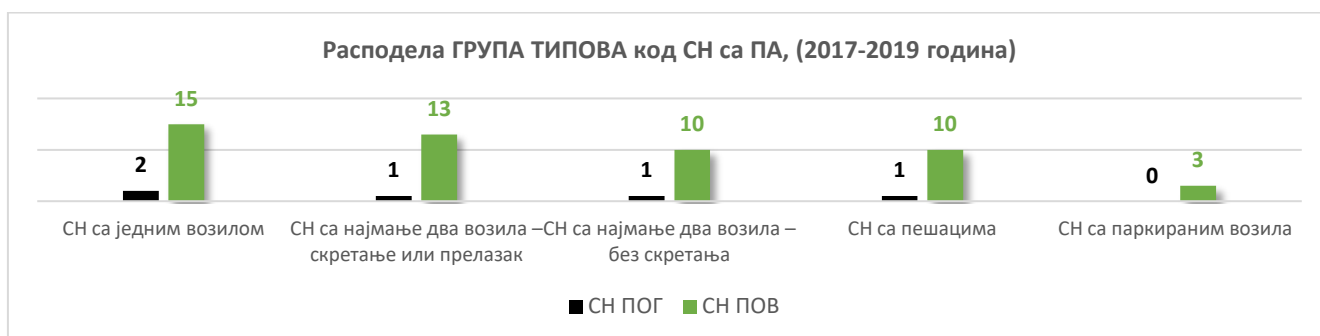 Расподела ГРУПА ТИПОВА код СН са ПА, (2017-2019 година)
2
15
1
13
1
10
1
10
0
3
СН са једним возилом
СН са најмање два возила –
скретање или прелазак
СН са најмање два возила –
без скретања
СН са пешацима
СН са паркираним возила
СН ПОГ
СН ПОВ